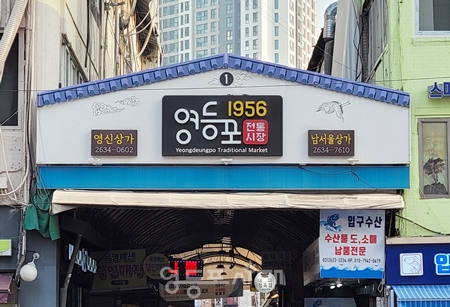 1
1956
영등포 전통시장
Yeongdeungpo Traditional Market
영신상가
2634-0602
남서울상가
2634-7610
입구수산
수산물 도,소매
납품전문